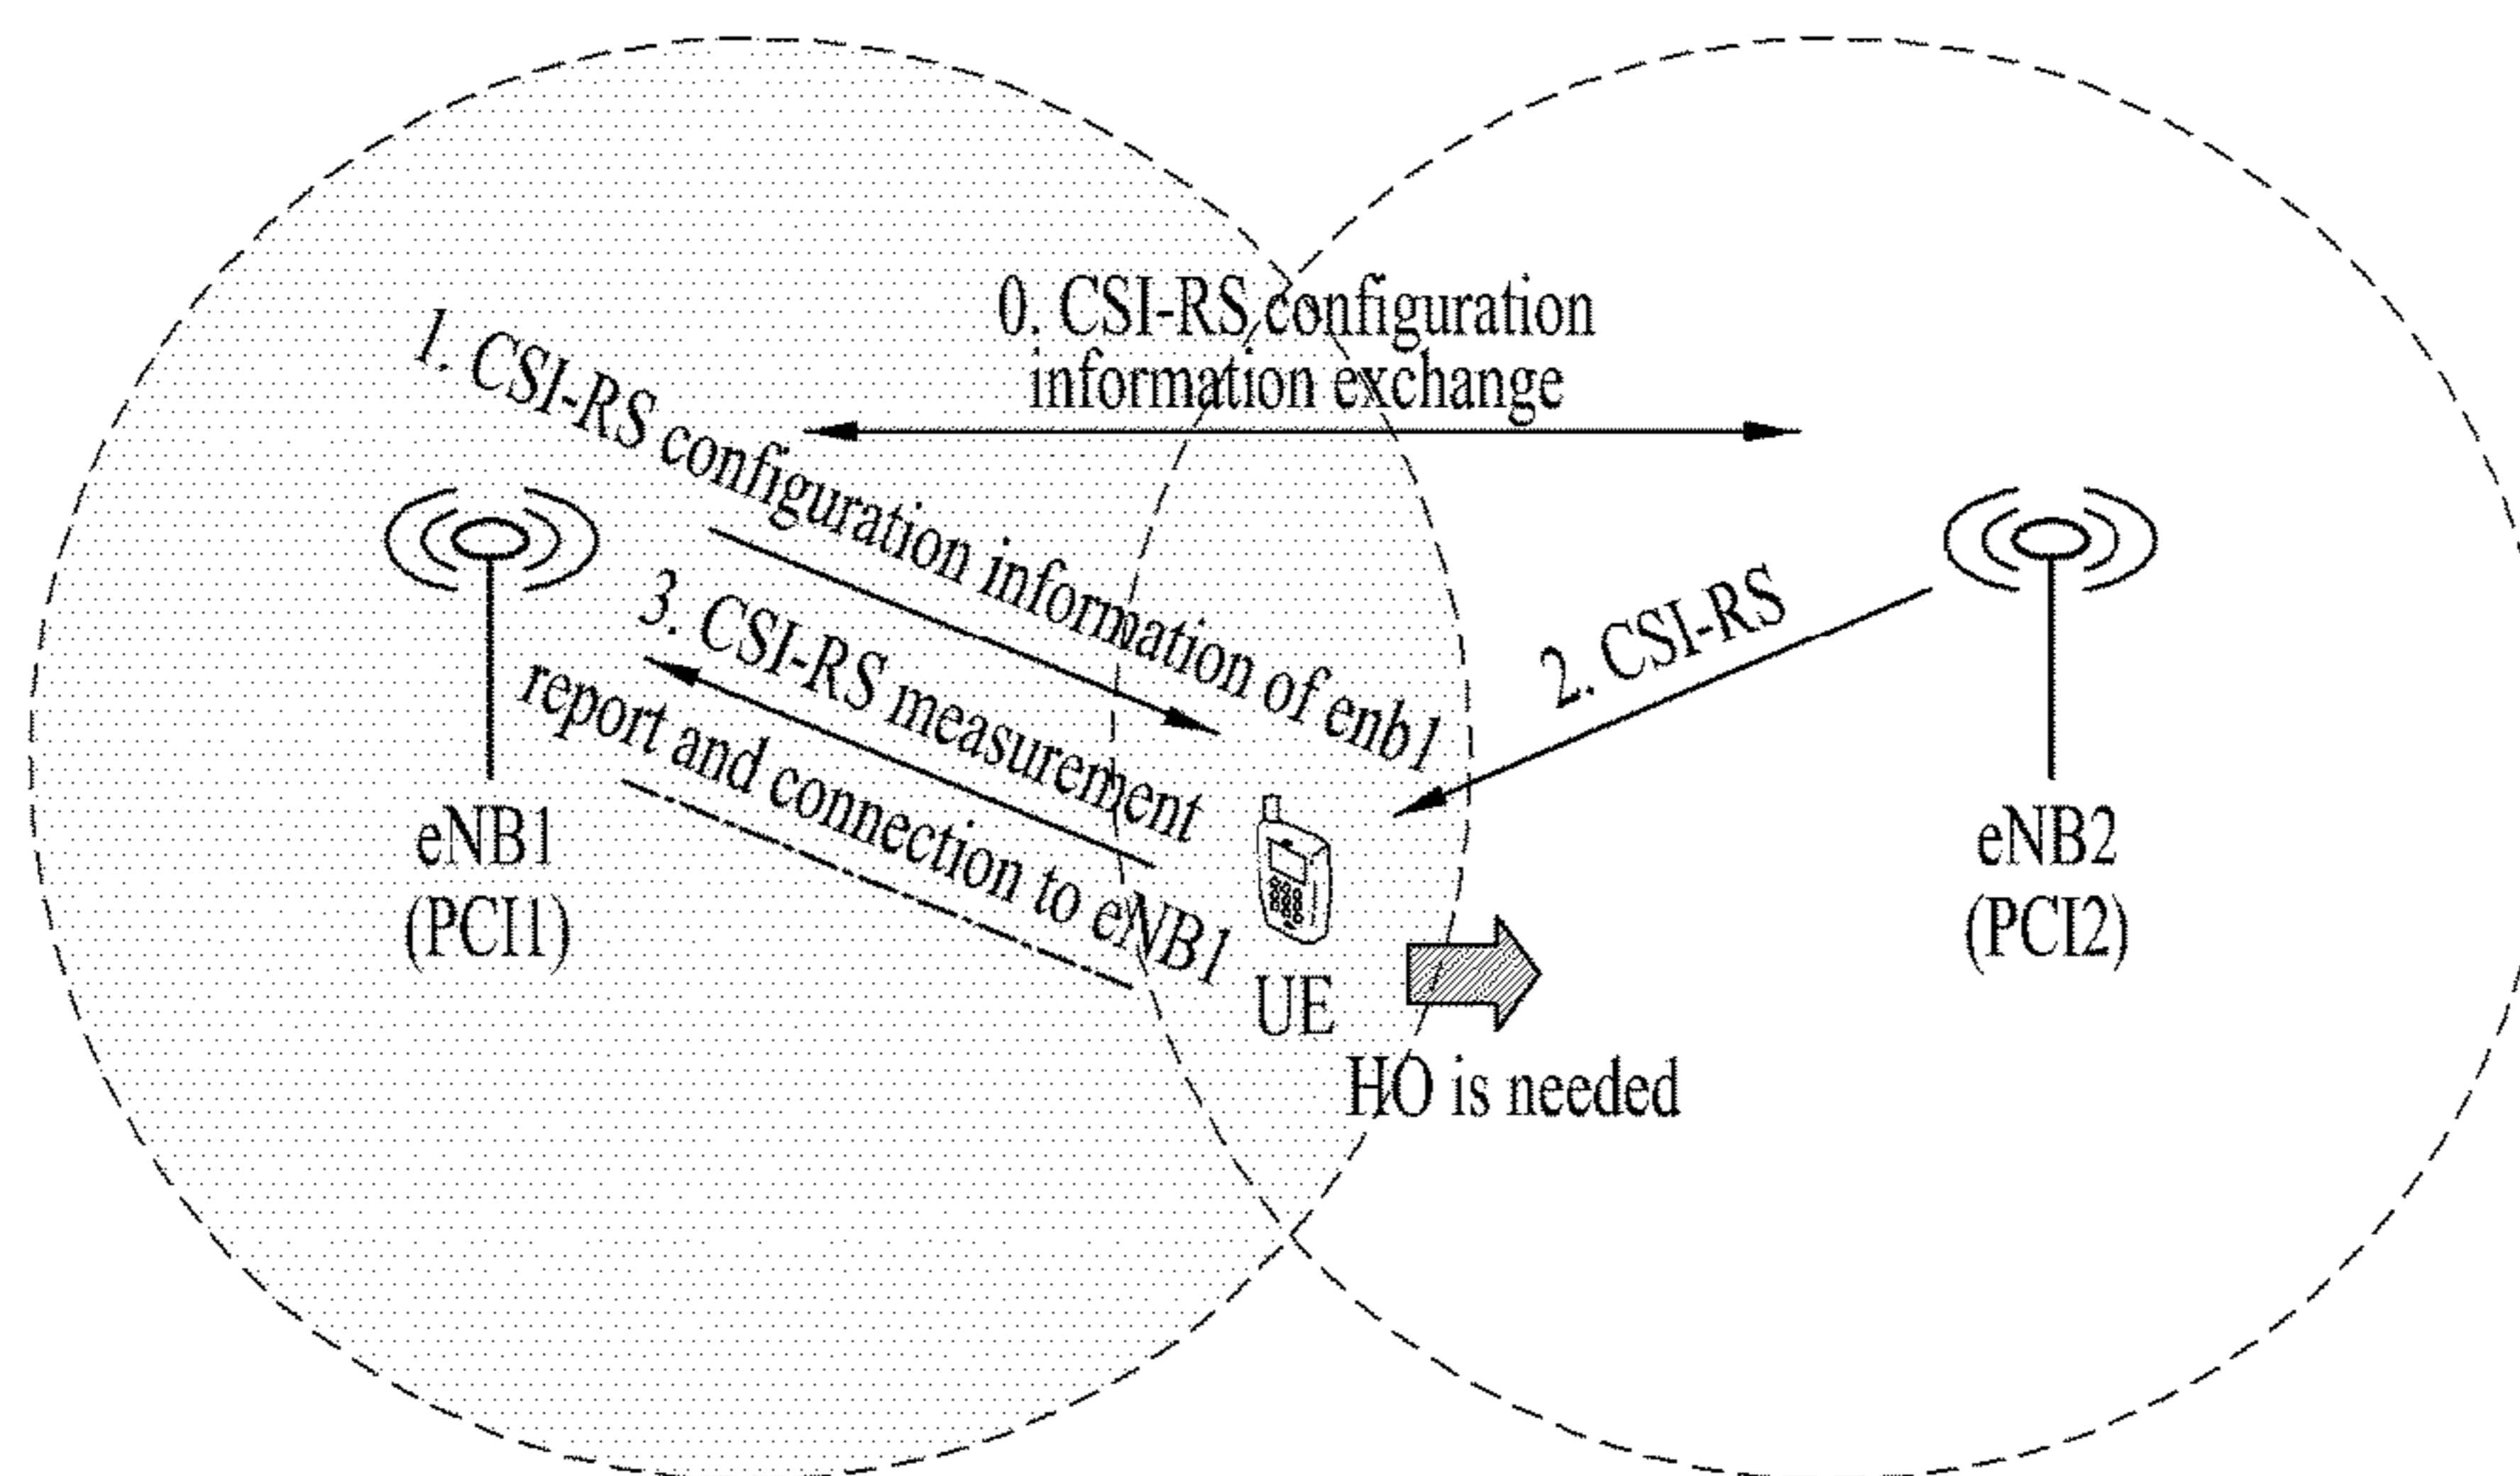 0. CSI-RS configuration
information exchange
1. CSI-RS configuration information of enb1
3. CSI-RS measurement
report and connection to eNB1
2. CSI-RS
eNB1
(PCI1)
eNB2
(PCI2)
UE
HO is needed